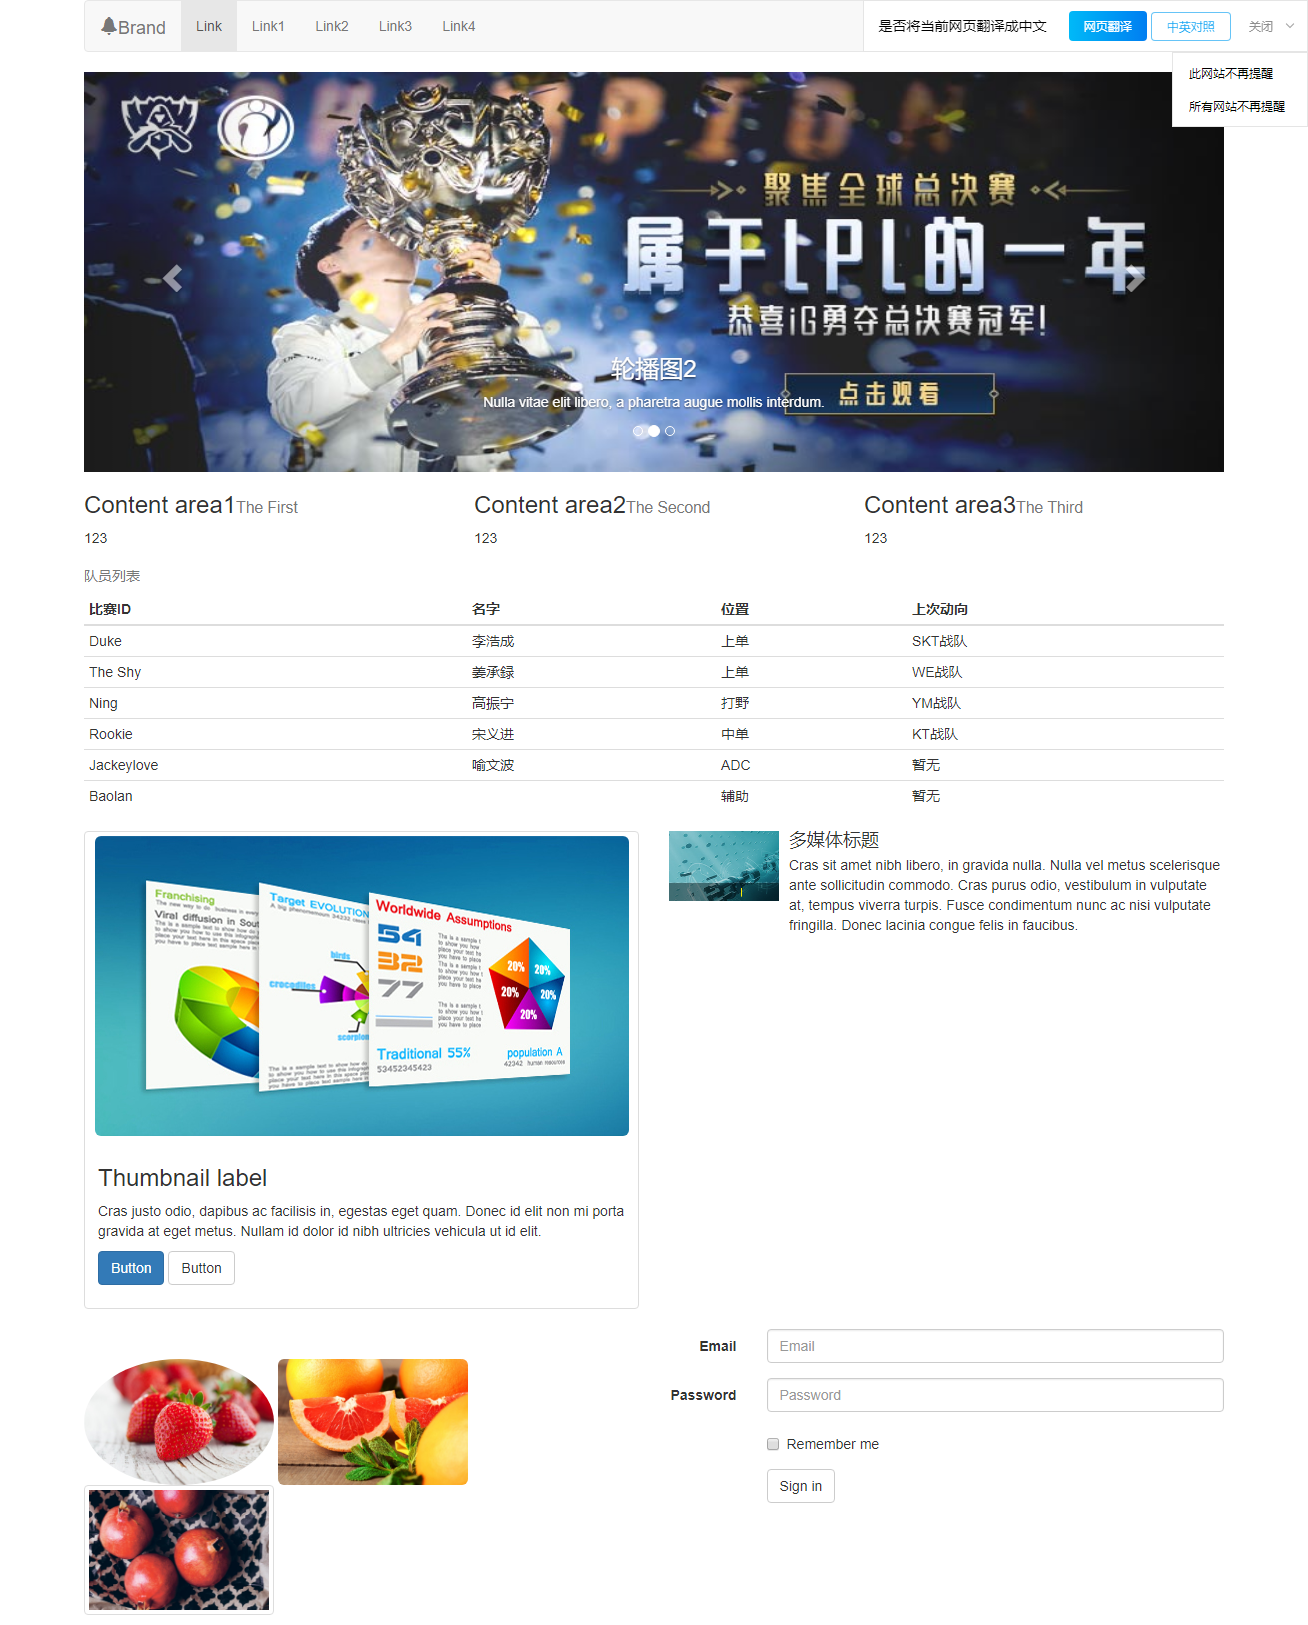 Brand
Link
Link1
Link2
Link3
Link4
是否将当前网页翻译成中文
网页翻译
中英对照
关闭
此网站不再提醒
所有网站不再提醒
聚焦全球总决赛
属于LPL的一年
恭喜iG勇夺总决赛冠军!
点击观看
轮播图2
Nulla vitae elit libero, a pharetra augue mollis interdum.
Content area1The First
123
Content area2The Second
123
Content area3The Third
123
队员列表
比赛ID 名字 位置 上次动向
Duke 李浩成 上单 SKT战队
The Shy 姜承録 上单 WE战队
Ning 高振宁 打野 YM战队
Rookie 宋义进 中单 KT战队
Jackeylove 喻文波 ADC 暂无
Baolan 辅助 暂无
Franchising
Viral diffusion in Sout
Target EVOLUTION
birds
crocodiles
scorpion
Worldwide Assumptions
54
32
77
20%
20%
20%
20%
20%
Traditional 55%
53452345423
population A
42342 human resources
Thumbnail label
Cras justo odio, dapibus ac facilisis in, egestas eget quam. Donec id elit non mi porta
gravida at eget metus. Nullam id dolor id nibh ultricies vehicula ut id elit.
Button
Button
多媒体标题
Cras sit amet nibh libero, in gravida nulla. Nulla vel metus scelerisque
ante sollicitudin commodo. Cras purus odio, vestibulum in vulputate
at, tempus viverra turpis. Fusce condimentum nunc ac nisi vulputate
fringilla. Donec lacinia congue felis in faucibus.
Email
Email
Password
Password
Remember me
Sign in